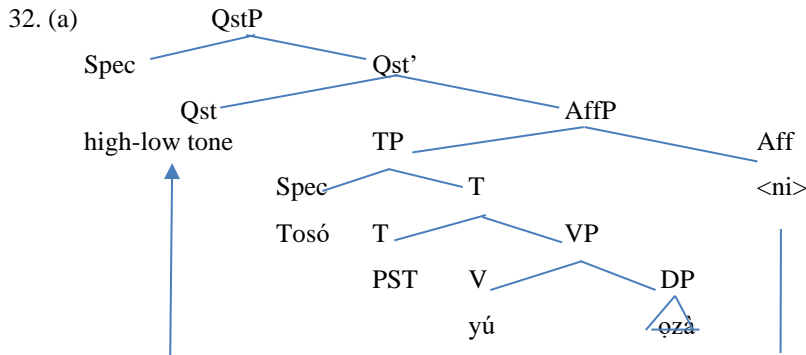 32. (a) QstP
Spec Qst’
Qst AffP
high-low tone TP Aff
Spec T <ni>
Tosó T VP
PST V DP
yú ọzà